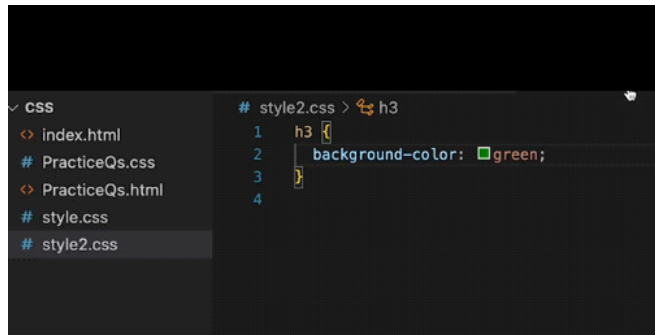 css
index.html
# PracticeQs.css
PracticeQs.html
# style.css
# style2.css
# style2.css > h3
1 h3 {
2 background-color: green;
3 }
4